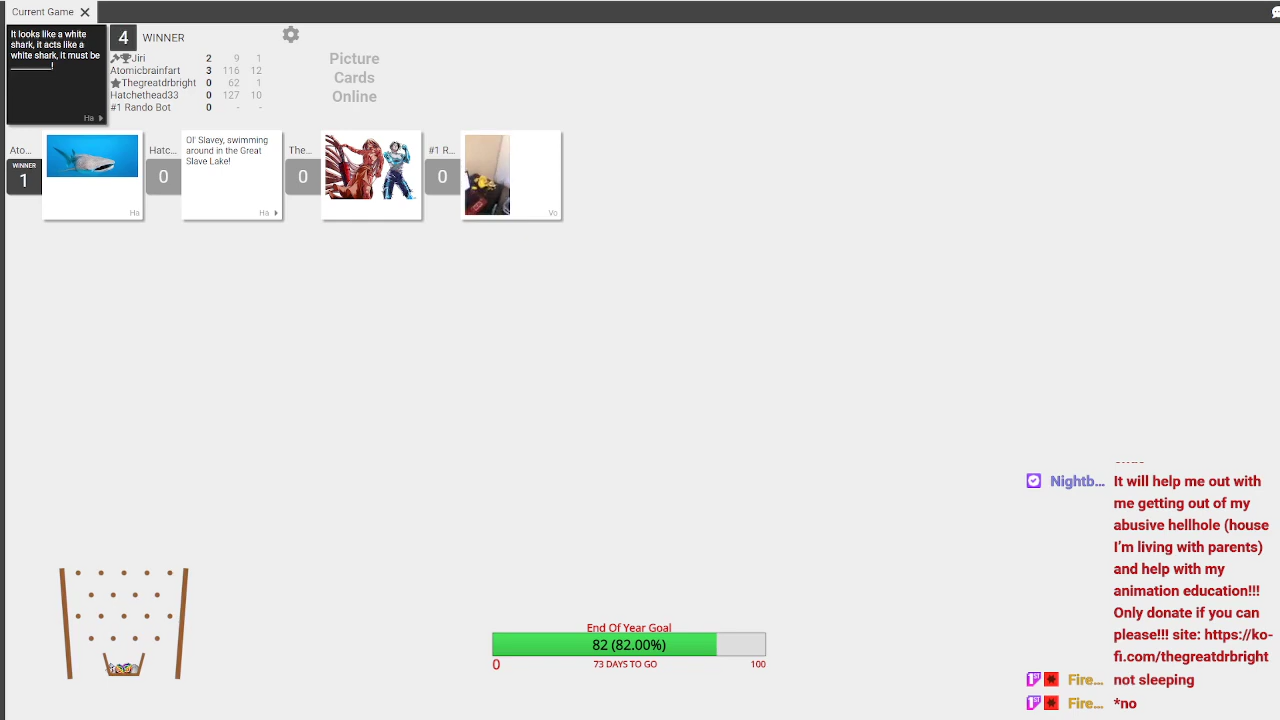 Current Game
It looks like a white
shark, it acts like a
white shark, it must be
_________!
Ha
4 WINNER
Jiri 2 9 1
Atomicbrainfart 3 116 12
Thegreatdrbright 0 62 1
Hatchethead33 0 127 10
#1 Rando Bot 0 - -
Picture
Cards
Online
Ato...
WINNER
1
Ha
Hatc...
0
Ol' Slavey, swimming
around in the Great
Slave Lake!
Ha
The...
0
#1 R...
0
Vo
Nightb... It will help me out with
me getting out of my
abusive hellhole (house
I'm living with parents)
and help with my
animation education!!!
Only donate if you can
please!!! site: https://ko-
fi.com/thegreatdrbright
Fire... not sleeping
Fire... *no
End Of Year Goal
82 (82.00%)
0 73 DAYS TO GO 100